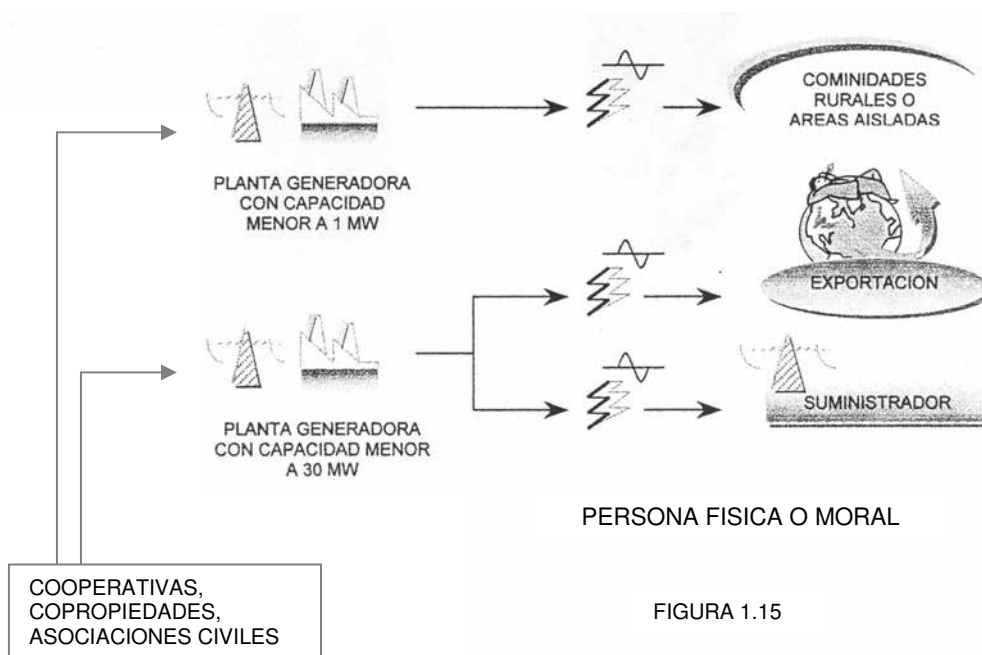 COMINIDADES
RURALES O
AREAS AISLADAS
PLANTA GENERADORA
CON CAPACIDAD
MENOR A 1 MW
EXPORTACION
SUMINISTRADOR
PLANTA GENERADORA
CON CAPACIDAD MENOR
A 30 MW
PERSONA FISICA O MORAL
COOPERATIVAS,
COPROPIEDADES,
ASOCIACIONES CIVILES
FIGURA 1.15